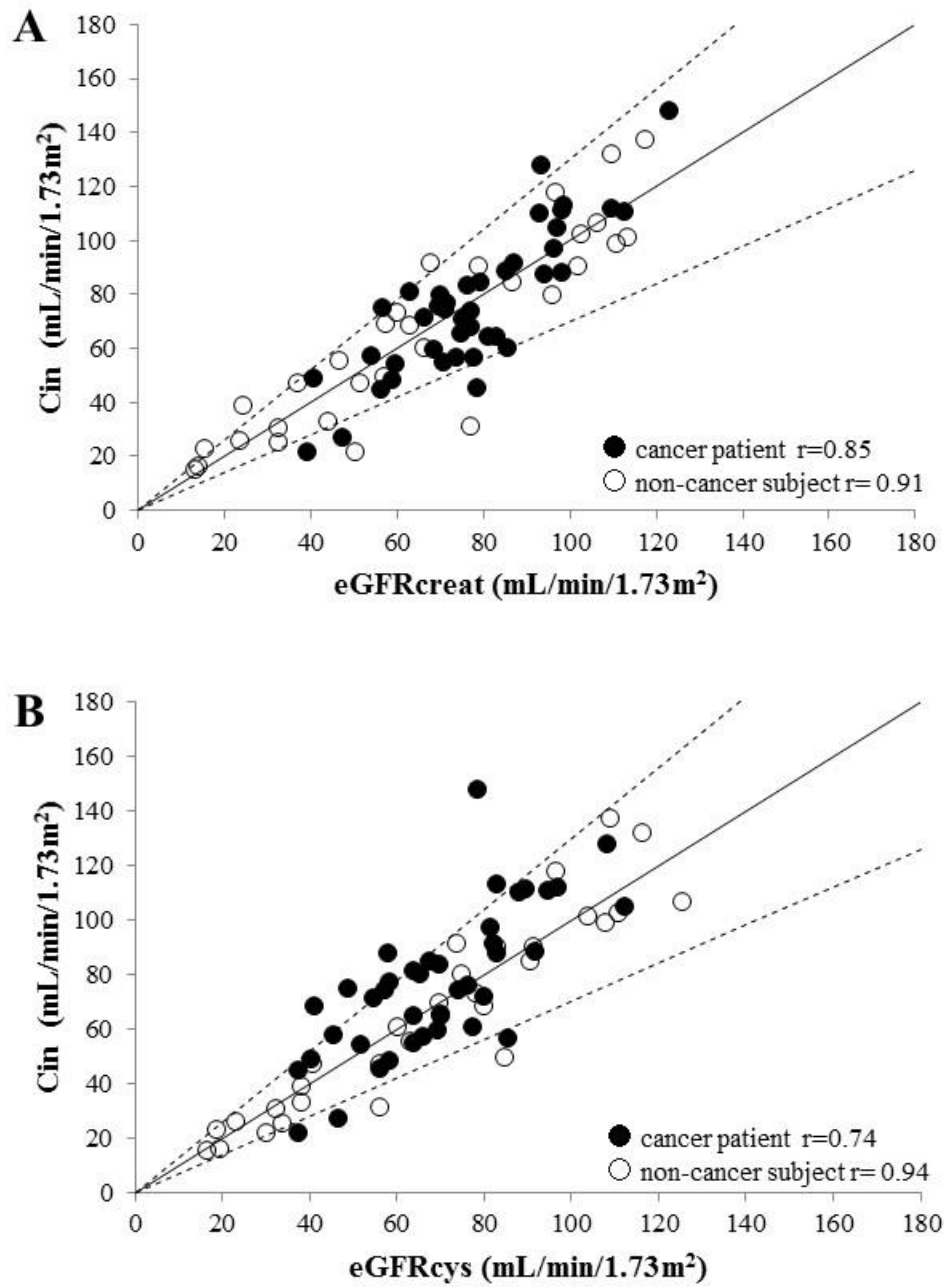 A
180
160
140
120
100
80
60
40
20
0
Cin (mL/min/1.73m²)
● cancer patient r=0.85
○ non-cancer subject r= 0.91
0 20 40 60 80 100 120 140 160 180
eGFRcreat (mL/min/1.73m²)
B
180
160
140
120
100
80
60
40
20
0
Cin (mL/min/1.73m²)
● cancer patient r=0.74
○ non-cancer subject r= 0.94
0 20 40 60 80 100 120 140 160 180
eGFRcys (mL/min/1.73m²)